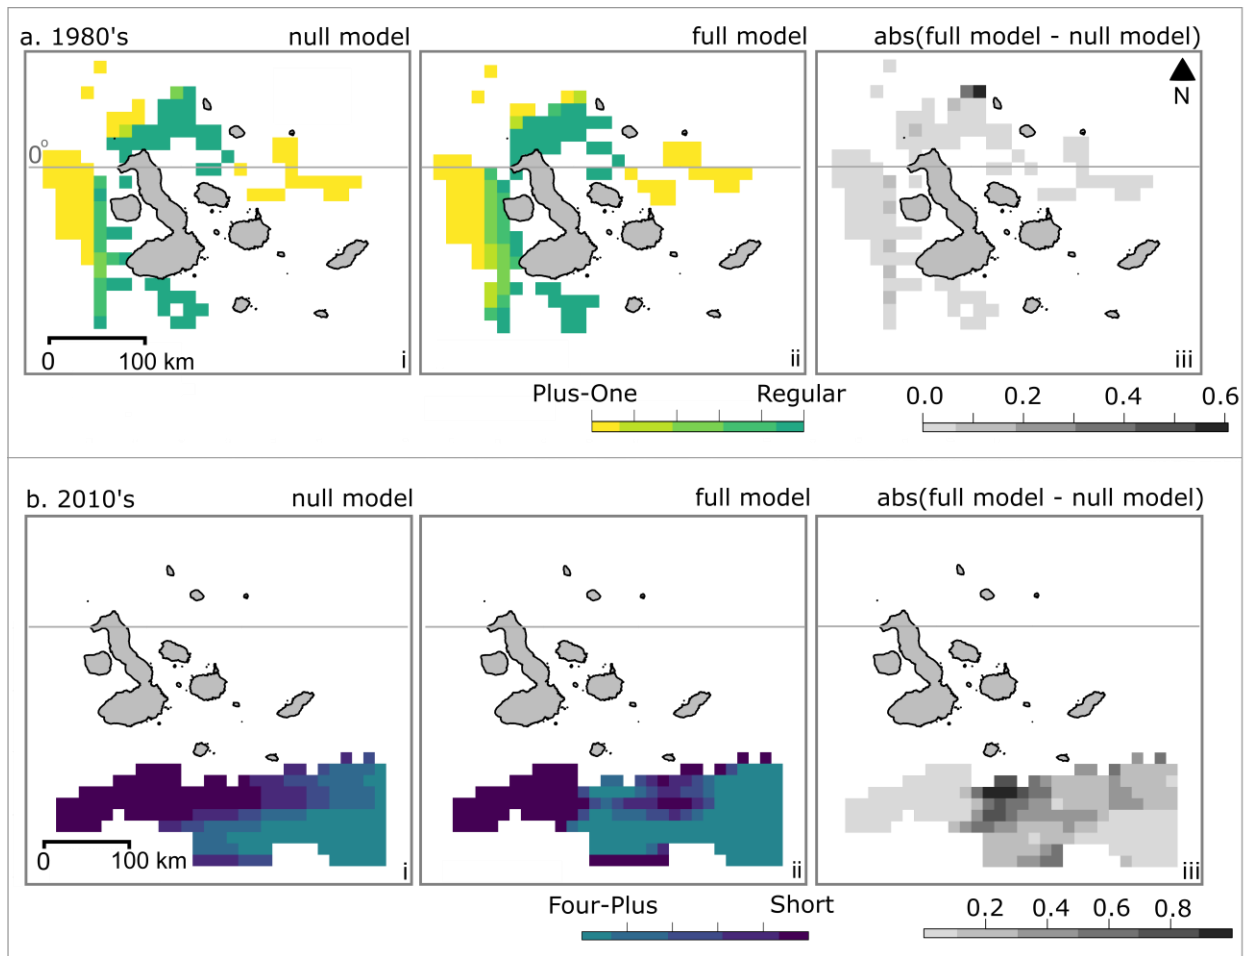 a. 1980's
null model
full model
abs(full model - null model)
N
0°
0 100 km
i
ii
iii
Plus-One Regular
0.0 0.2 0.4 0.6
b. 2010's
null model
full model
abs(full model - null model)
0 100 km
i
ii
iii
Four-Plus Short
0.2 0.4 0.6 0.8